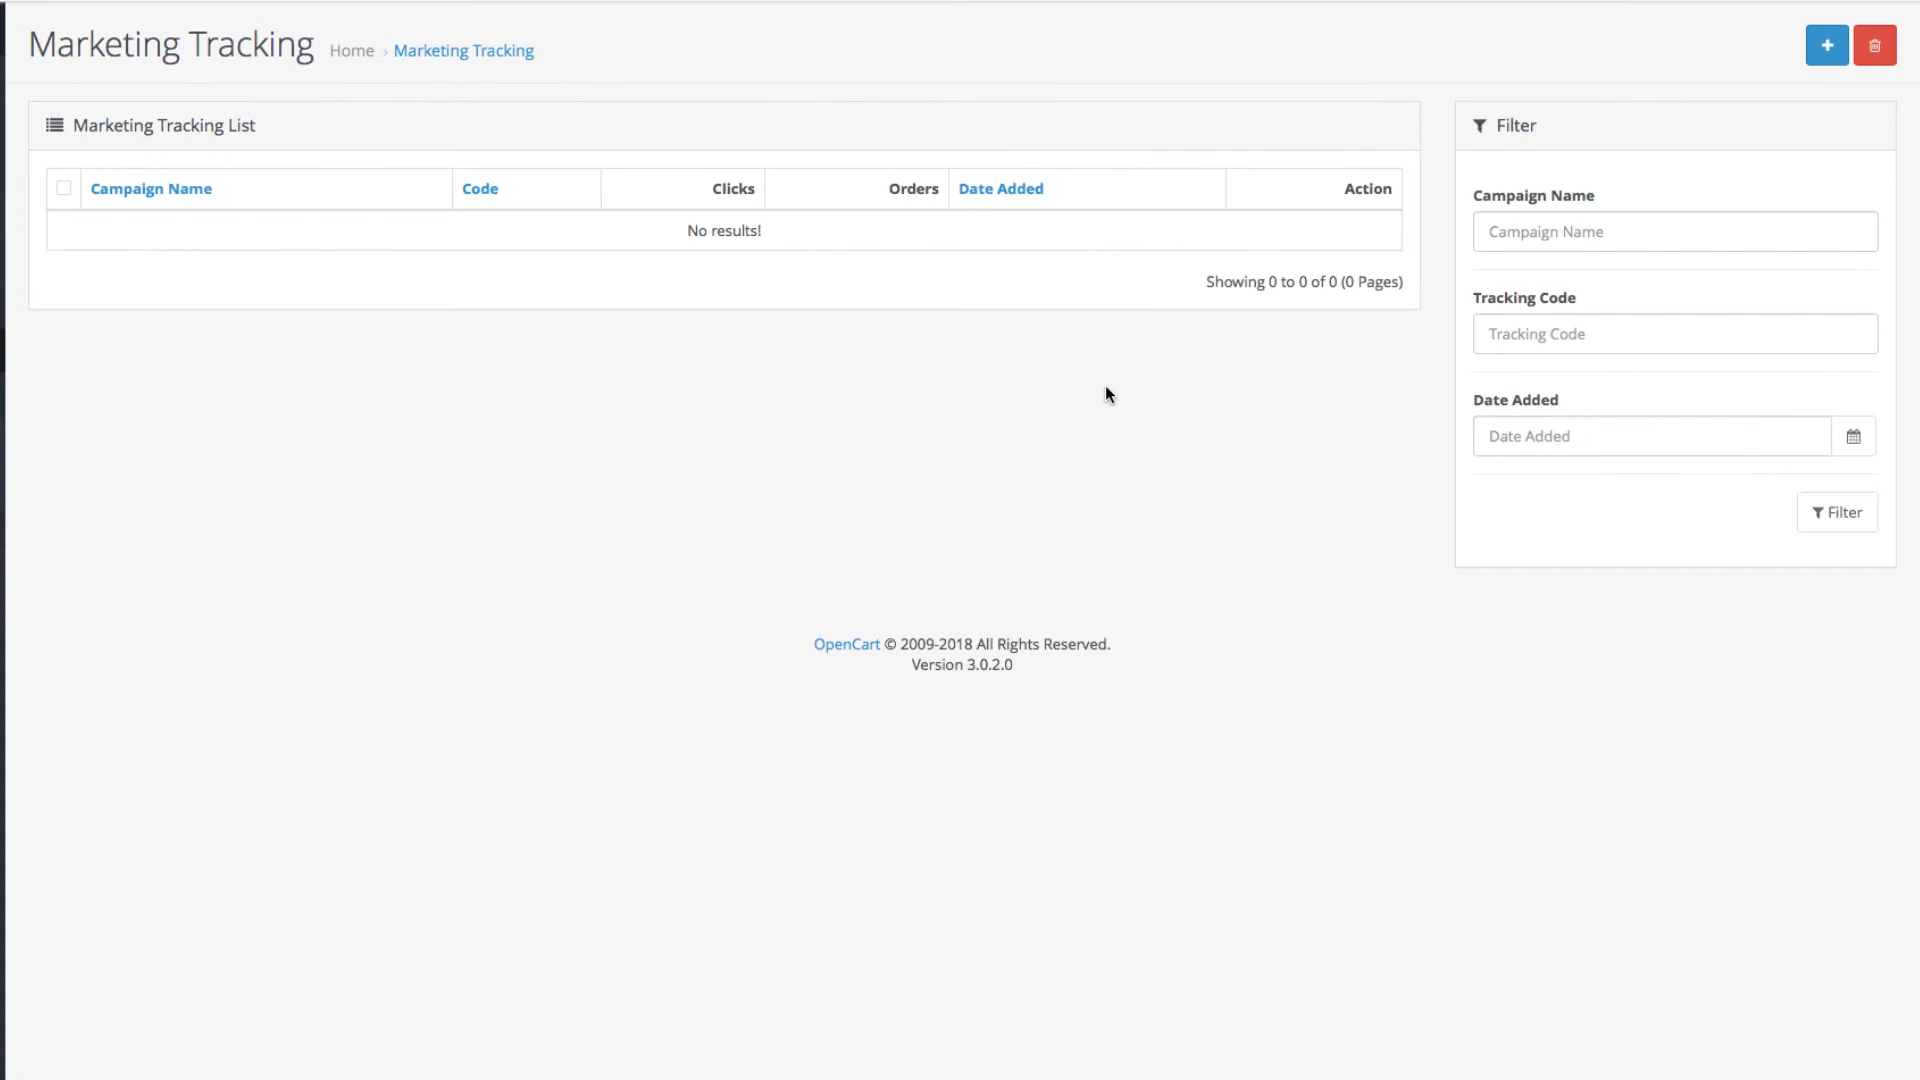 Marketing Tracking Home › Marketing Tracking
Marketing Tracking List
Campaign Name Code Clicks Orders Date Added Action
No results!
Showing 0 to 0 of 0 (0 Pages)
Filter
Campaign Name
Campaign Name
Tracking Code
Tracking Code
Date Added
Date Added
Filter
OpenCart © 2009-2018 All Rights Reserved.
Version 3.0.2.0